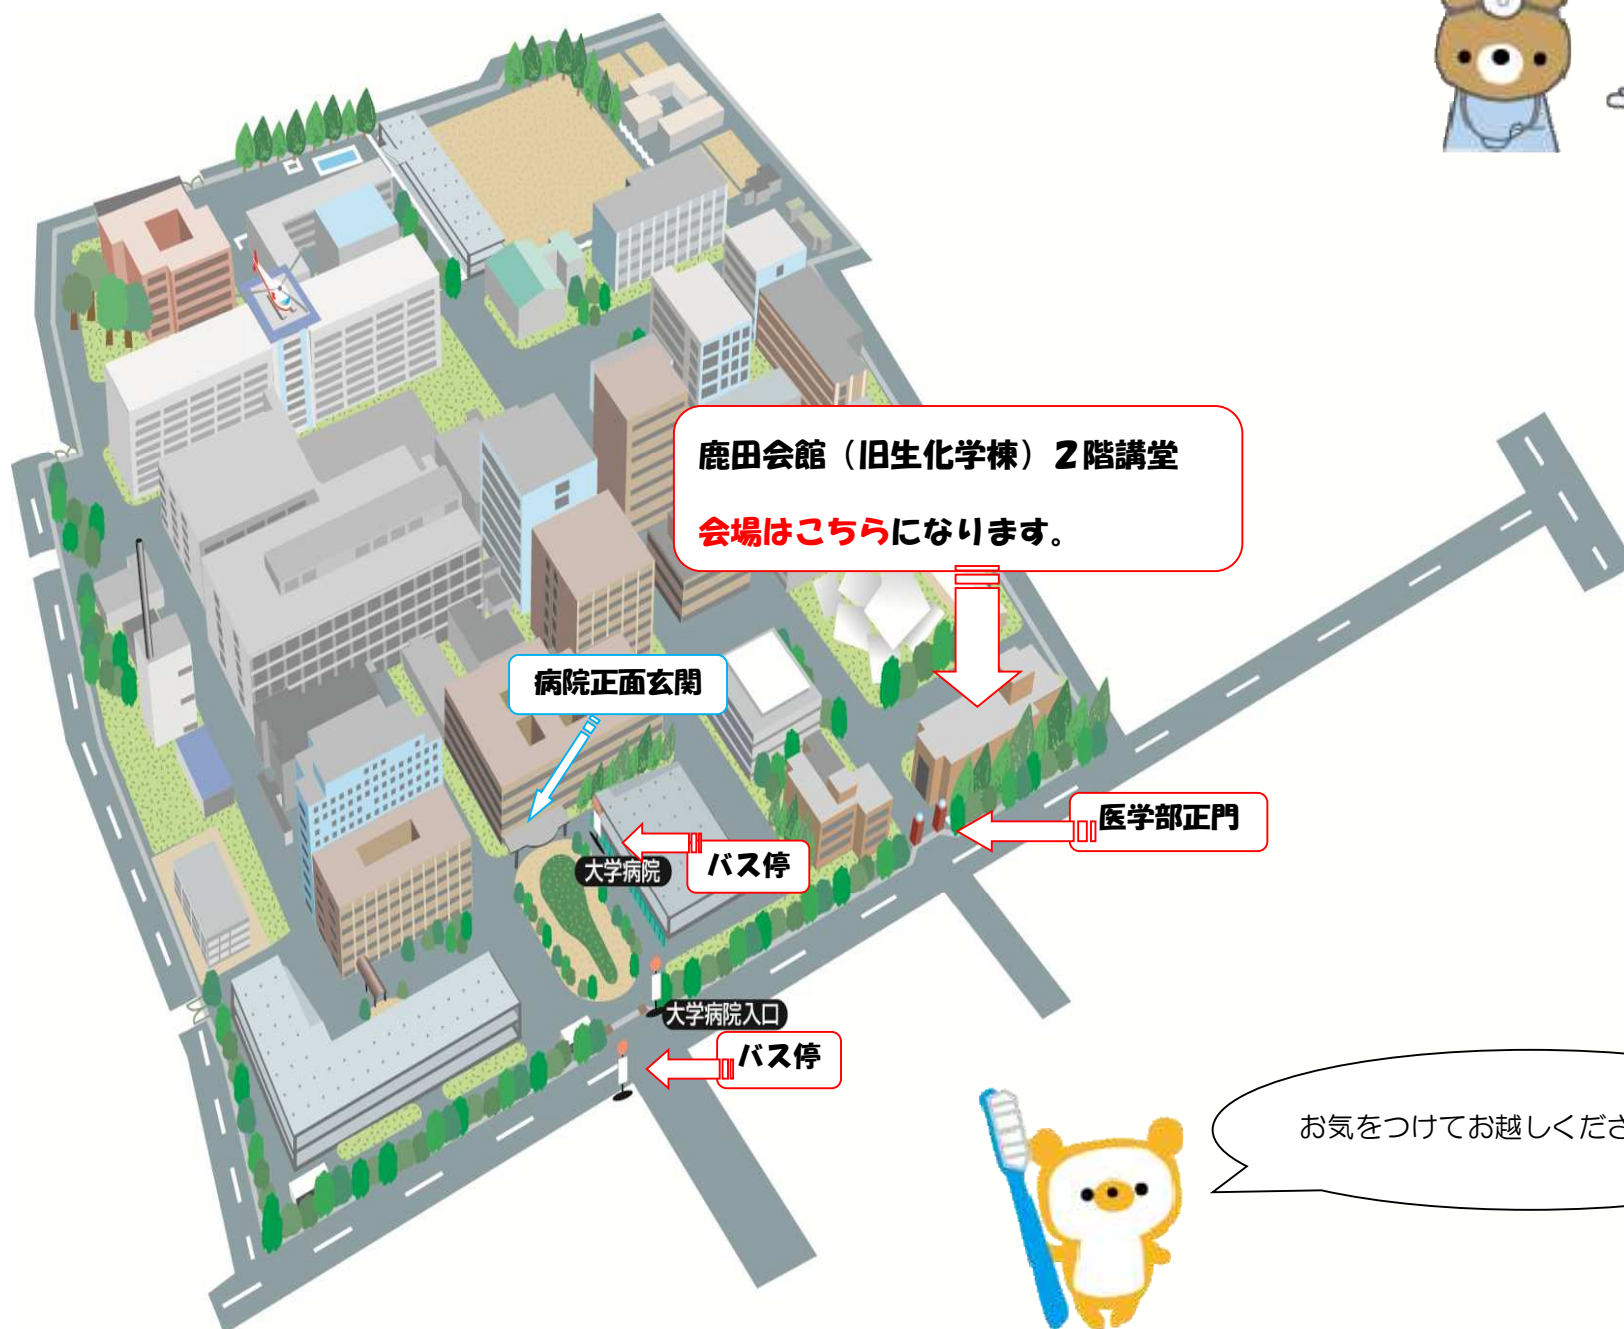 鹿田会館（旧生化学棟）２階講堂
会場はこちらになります。
病院正面玄関
医学部正門
バス停
大学病院
大学病院入口
バス停
お気をつけてお越しくださ